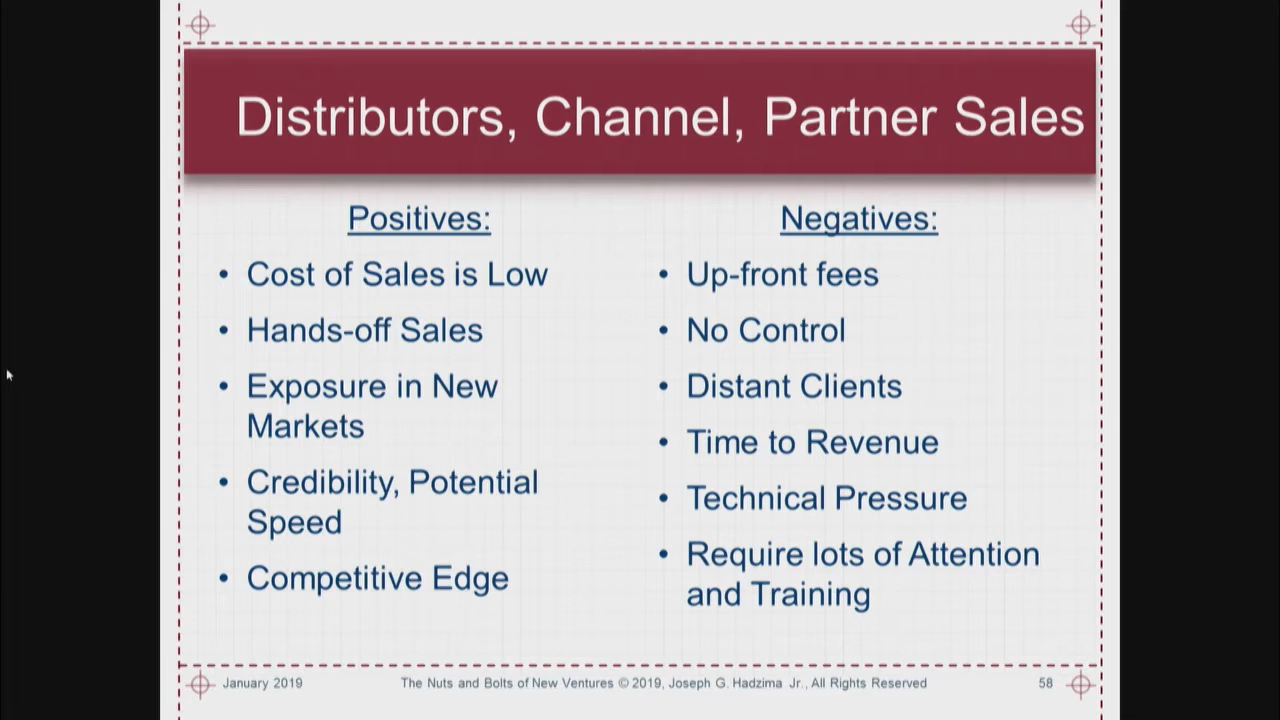 Distributors, Channel, Partner Sales
Positives:
• Cost of Sales is Low
• Hands-off Sales
• Exposure in New
Markets
• Credibility, Potential
Speed
• Competitive Edge
Negatives:
• Up-front fees
• No Control
• Distant Clients
• Time to Revenue
• Technical Pressure
• Require lots of Attention
and Training
January 2019
The Nuts and Bolts of New Ventures © 2019, Joseph G. Hadzima Jr., All Rights Reserved
58